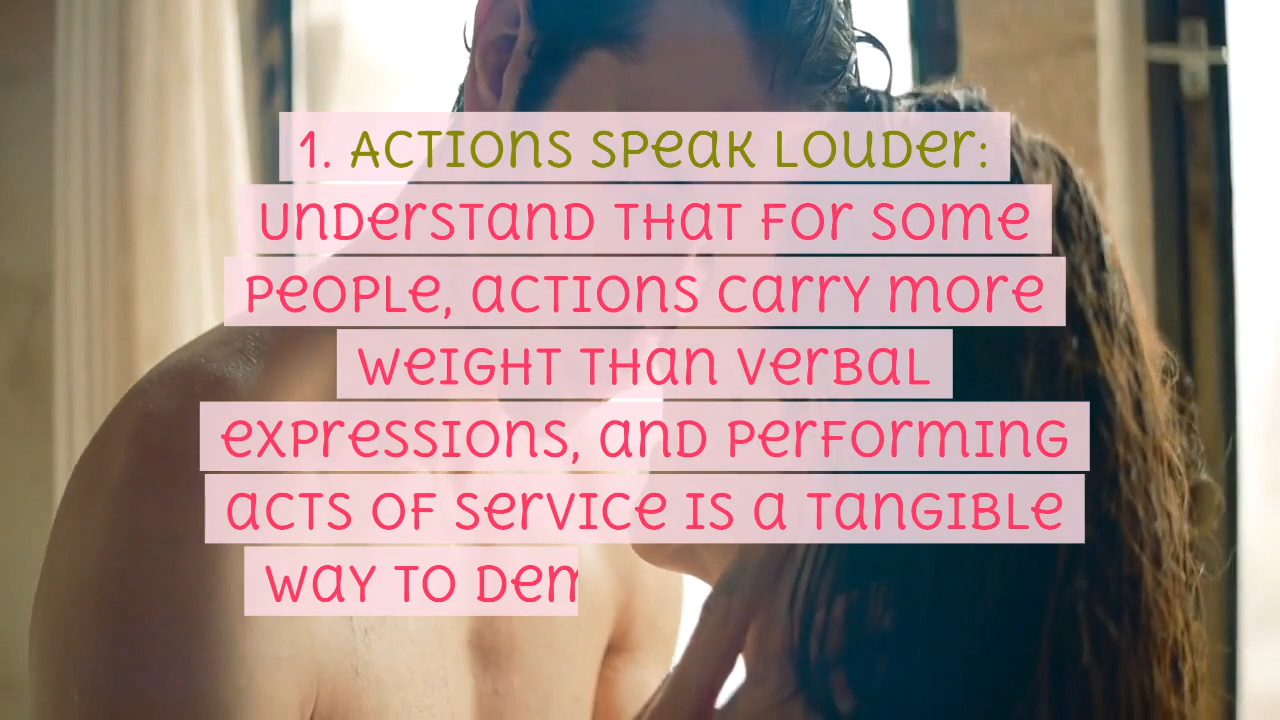 1. Actions Speak Louder:
Understand that for some
people, actions carry more
weight than verbal
expressions, and performing
acts of service is a tangible
way to dem